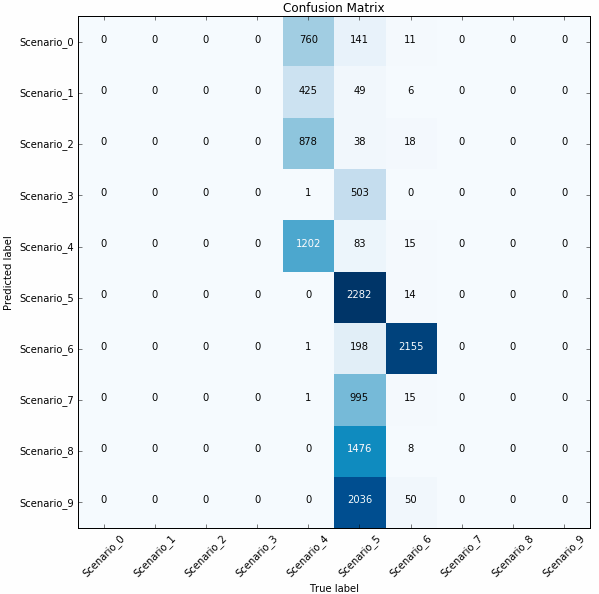 Confusion Matrix
Scenario_0 0 0 0 0 760 141 11 0 0 0
Scenario_1 0 0 0 0 425 49 6 0 0 0
Scenario_2 0 0 0 0 878 38 18 0 0 0
Scenario_3 0 0 0 0 1 503 0 0 0 0
Scenario_4 0 0 0 0 1202 83 15 0 0 0
Scenario_5 0 0 0 0 0 2282 14 0 0 0
Scenario_6 0 0 0 0 1 198 2155 0 0 0
Scenario_7 0 0 0 0 1 995 15 0 0 0
Scenario_8 0 0 0 0 0 1476 8 0 0 0
Scenario_9 0 0 0 0 0 2036 50 0 0 0
Predicted label
Scenario_0 Scenario_1 Scenario_2 Scenario_3 Scenario_4 Scenario_5 Scenario_6 Scenario_7 Scenario_8 Scenario_9
True label